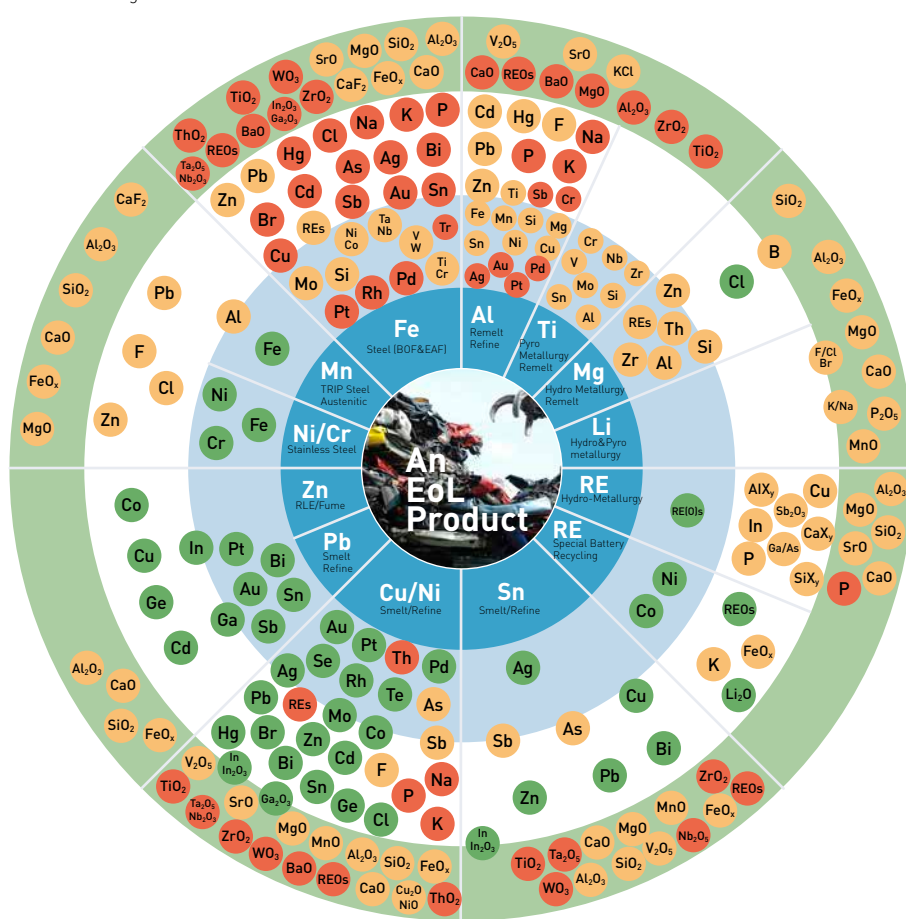 An
EoL
Product
Fe
Steel (BOF&EAF)
Al
Remelt
Refine
Ti
Pyro
Metallurgy
Remelt
Mg
Hydro Metallurgy
Remelt
Li
Hydro&Pyro
metallurgy
RE
Hydro-Metallurgy
RE
Special Battery
Recycling
Sn
Smelt/Refine
Cu/Ni
Smelt/Refine
Pb
Smelt
Refine
Zn
RLE/Fume
Ni/Cr
Stainless Steel
Mn
TRIP Steel
Austenitic
Ta₂O₅
Nb₂O₃
ThO₂
REOs
TiO₂
BaO
WO₃
In₂O₃
Ga₂O₃
ZrO₂
SrO
CaF₂
MgO
FeOₓ
SiO₂
CaO
Al₂O₃
Zn
Pb
Br
Cu
Hg
Cd
Cl
Na
As
Sb
K
Ag
Au
P
Bi
Sn
REs
Ni
Co
Ta
Nb
V
W
Tr
Ti
Cr
Mo
Si
Pt
Rh
Pd
V₂O₅
CaO
REOs
SrO
BaO
KCl
MgO
Al₂O₃
ZrO₂
TiO₂
Cd
Hg
F
Na
Pb
P
K
Zn
Ti
Sb
Cr
Fe
Mn
Si
Mg
Sn
Ni
Cu
Ag
Au
Pt
Pd
Cr
Nb
Zr
V
Mo
Si
Sn
Al
Zn
REs
Th
Si
Zr
Al
Cl
B
SiO₂
Al₂O₃
FeOₓ
MgO
F/Cl
Br
CaO
K/Na
P₂O₅
MnO
RE(O)s
AlXᵧ
Cu
Sb₂O₃
In
CaXᵧ
Ga/As
P
SiXᵧ
Al₂O₃
MgO
SiO₂
SrO
CaO
P
Ni
Co
REOs
K
FeOₓ
Li₂O
Ag
Cu
Sb
As
Bi
Pb
Zn
In
In₂O₃
TiO₂
Ta₂O₅
WO₃
CaO
Al₂O₃
MgO
SiO₂
MnO
V₂O₅
Nb₂O₅
FeOₓ
ZrO₂
REOs
Au
Pt
Th
Pd
Se
Rh
Te
As
Ag
REs
Mo
Co
Sb
Pb
Hg
Br
Zn
Cd
F
Na
In
In₂O₃
Bi
Sn
Ge
P
Cl
K
V₂O₅
TiO₂
Ta₂O₅
Nb₂O₃
SrO
Ga₂O₃
ZrO₂
MgO
WO₃
MnO
BaO
REOs
Al₂O₃
CaO
SiO₂
Cu₂O
NiO
FeOₓ
ThO₂
Co
Cu
In
Pt
Bi
Au
Sn
Ge
Ga
Sb
Cd
Al₂O₃
CaO
SiO₂
FeOₓ
Al
Fe
Ni
Fe
Cr
Pb
F
Cl
Zn
CaF₂
Al₂O₃
SiO₂
CaO
FeOₓ
MgO